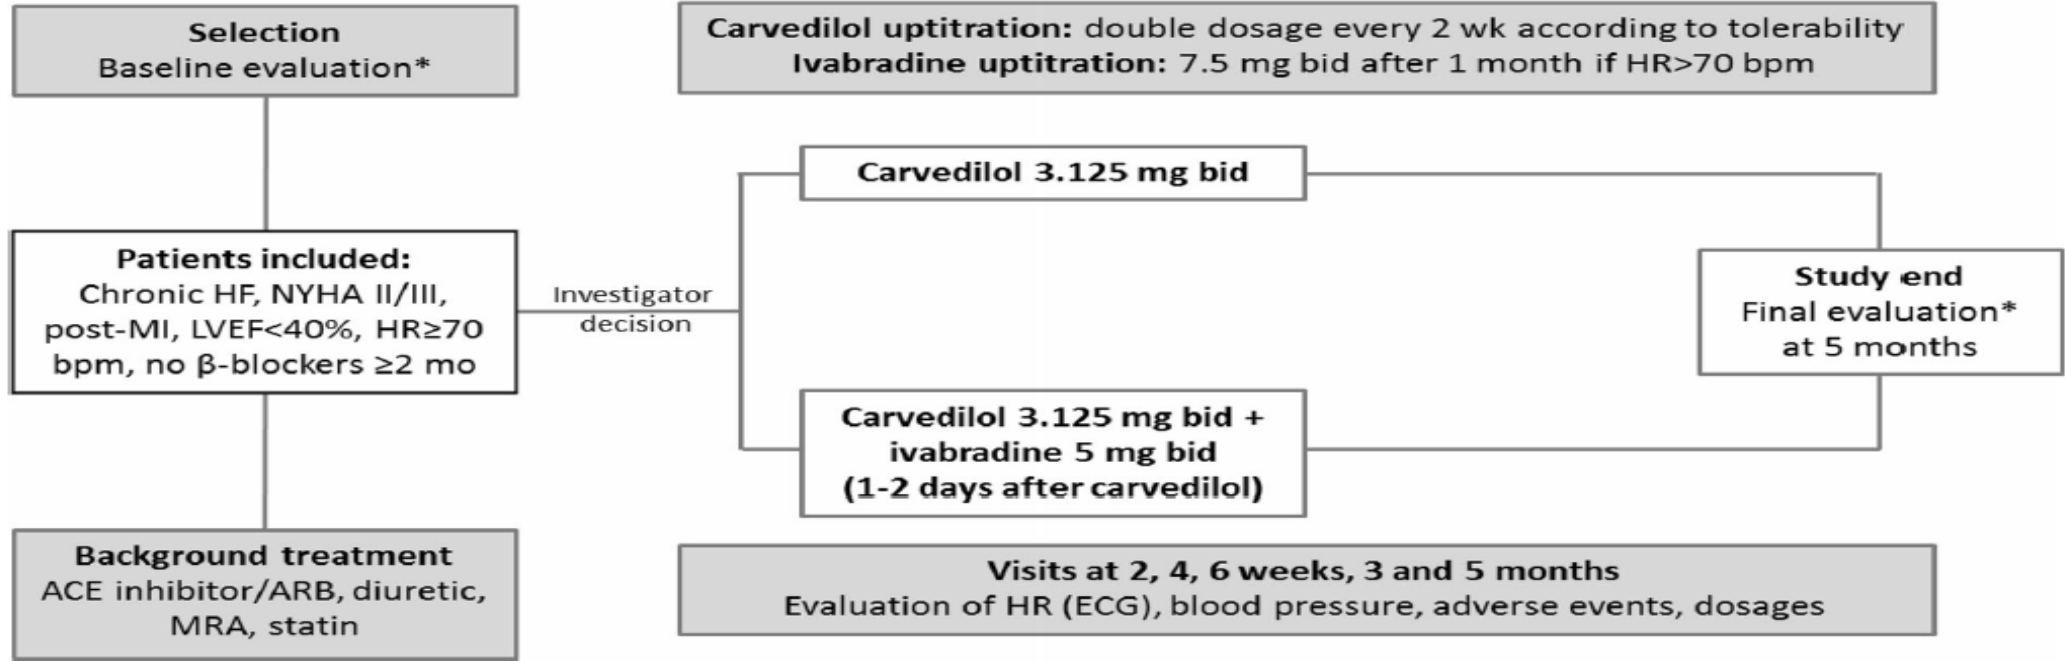 Selection
Baseline evaluation*
Carvedilol uptitration: double dosage every 2 wk according to tolerability
Ivabradine uptitration: 7.5 mg bid after 1 month if HR>70 bpm
Carvedilol 3.125 mg bid
Patients included:
Chronic HF, NYHA II/III,
post-MI, LVEF<40%, HR≥70
bpm, no β-blockers ≥2 mo
Investigator
decision
Study end
Final evaluation*
at 5 months
Carvedilol 3.125 mg bid +
ivabradine 5 mg bid
(1-2 days after carvedilol)
Background treatment
ACE inhibitor/ARB, diuretic,
MRA, statin
Visits at 2, 4, 6 weeks, 3 and 5 months
Evaluation of HR (ECG), blood pressure, adverse events, dosages